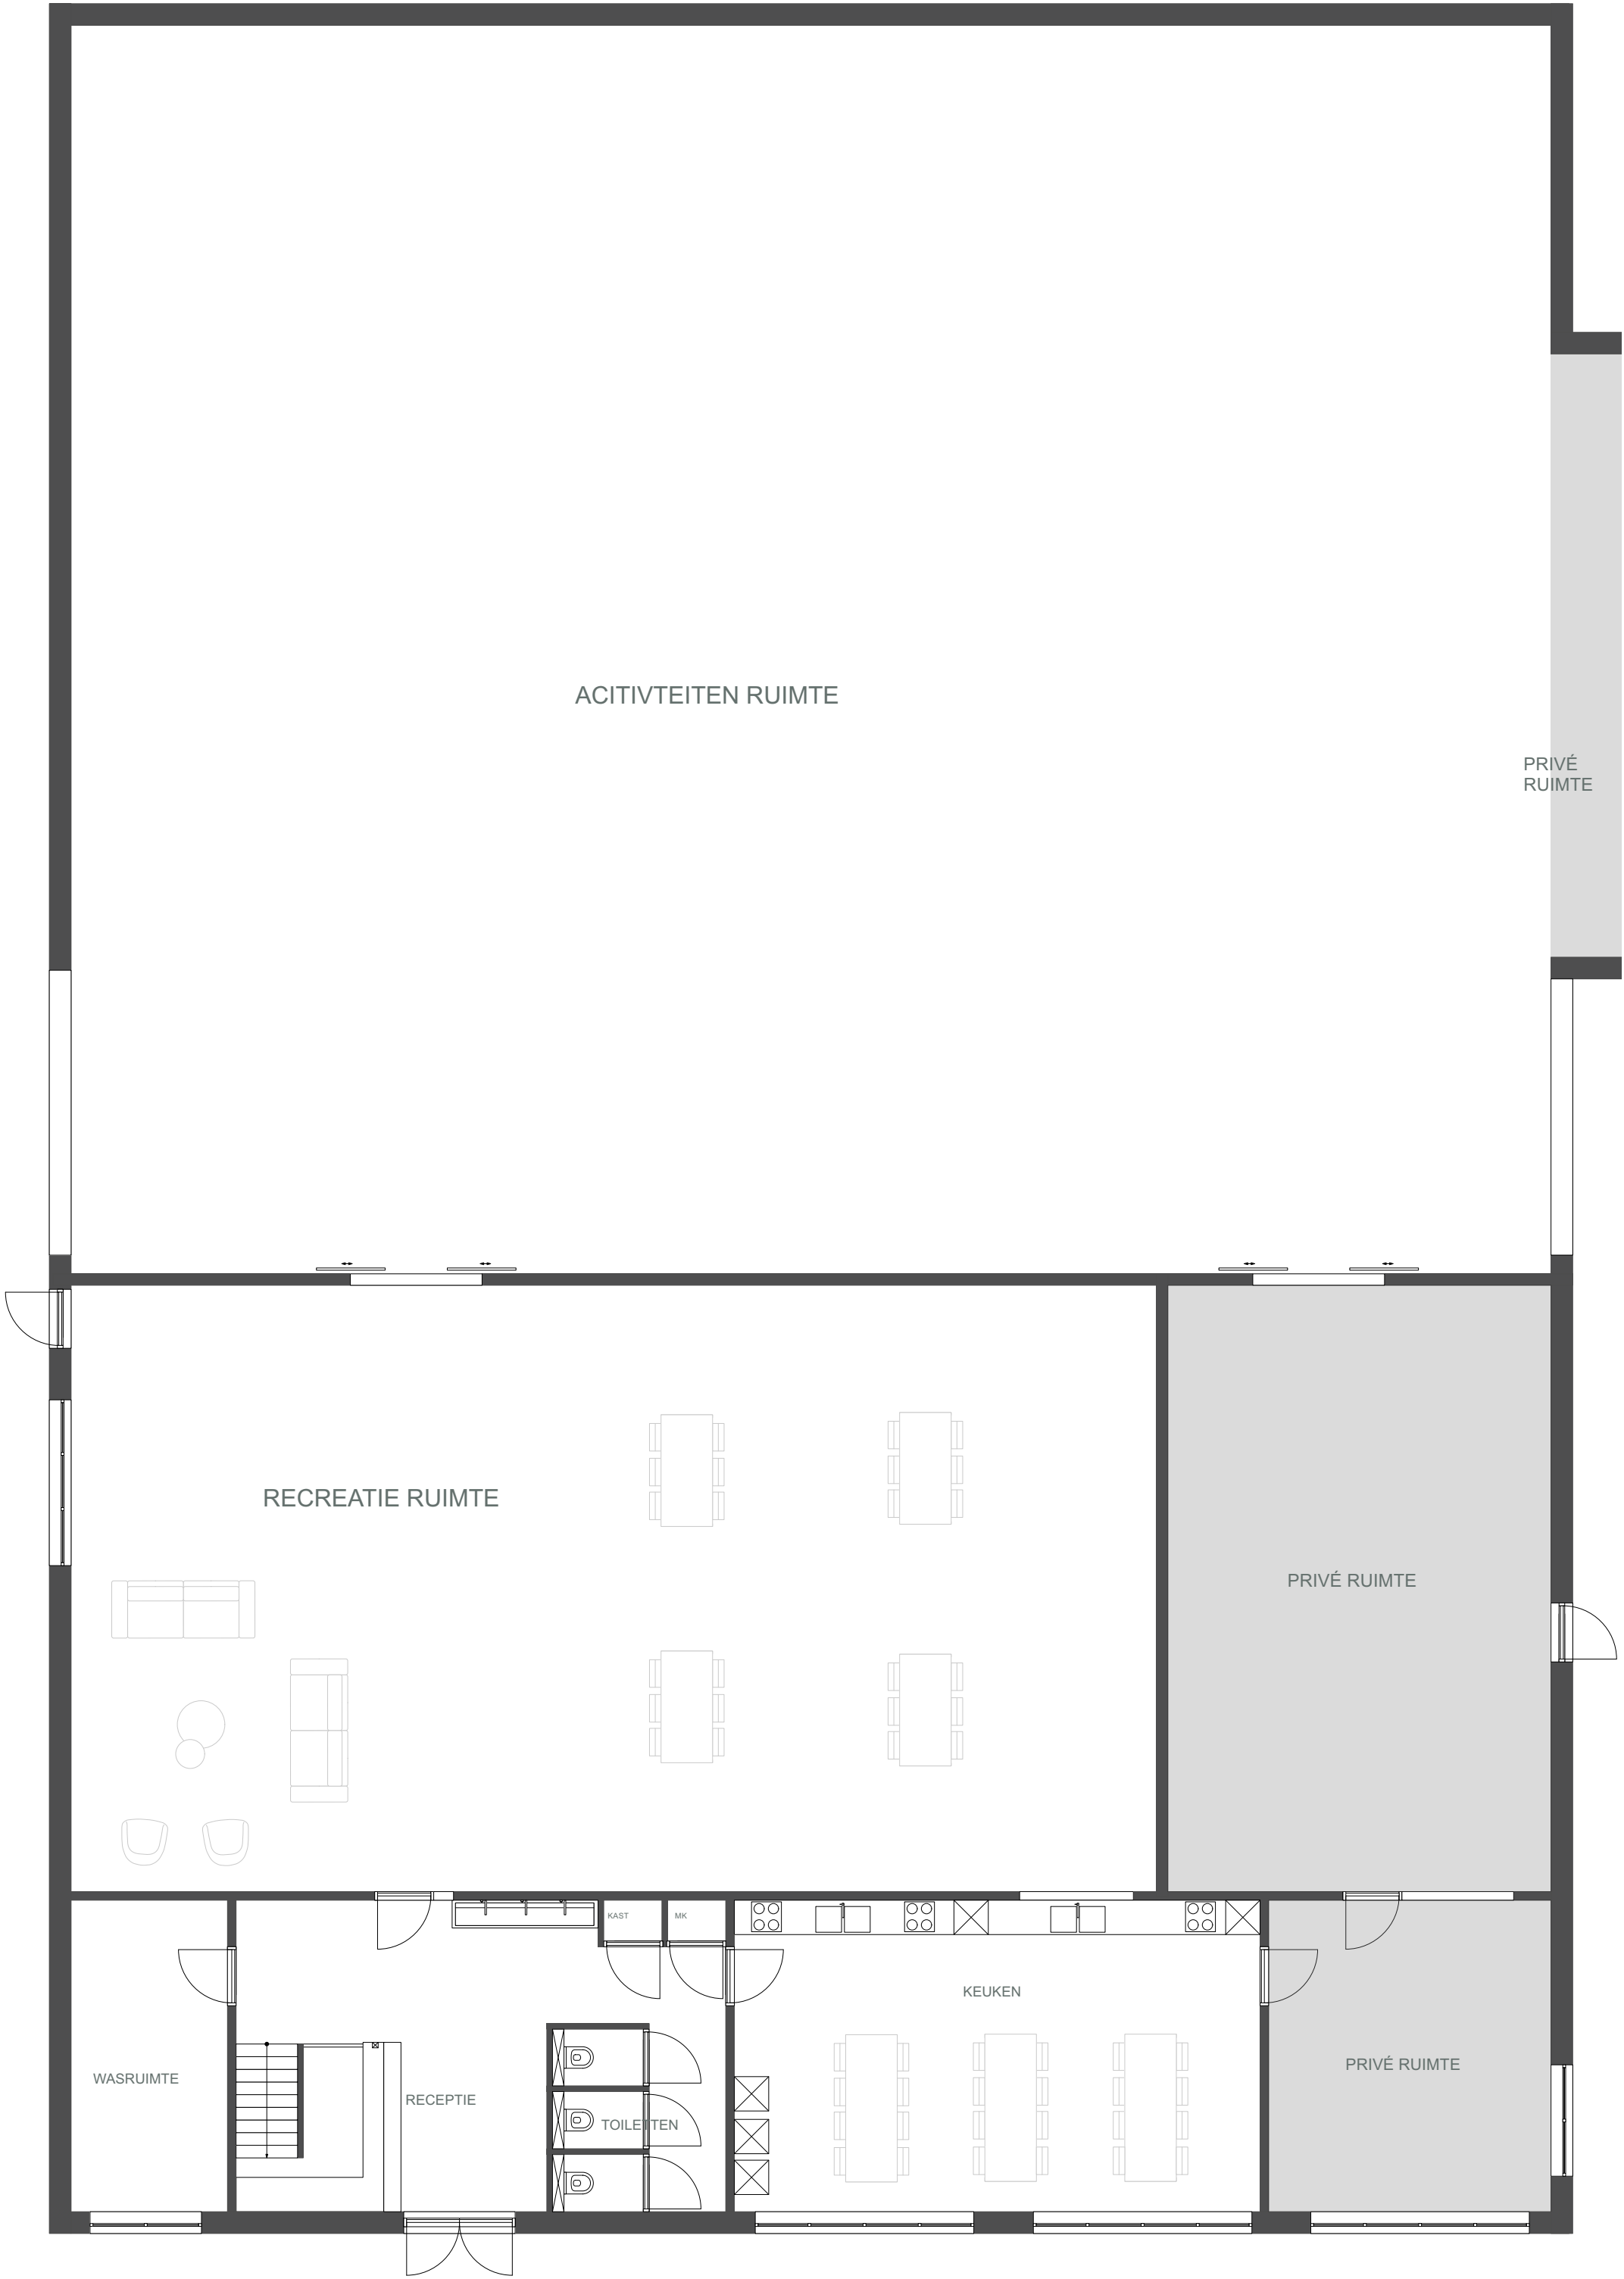 ACITIVTEITEN RUIMTE
PRIVÉ
RUIMTE
RECREATIE RUIMTE
PRIVÉ RUIMTE
KAST
MK
KEUKEN
PRIVÉ RUIMTE
WASRUIMTE
RECEPTIE
TOILETTEN